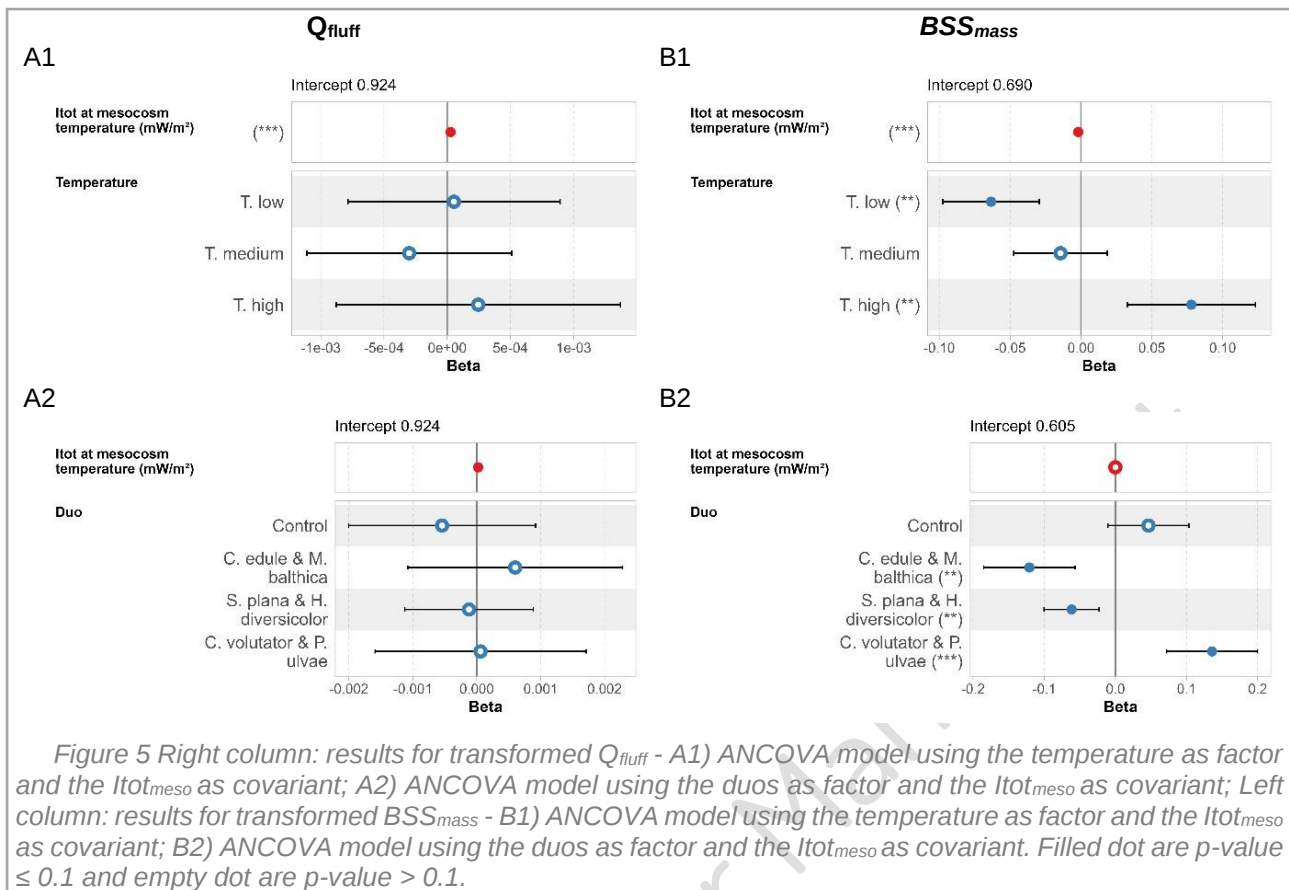 Qfluff
BSSmass
A1
Intercept 0.924
Itot at mesocosm
temperature (mW/m²)
(***)
Temperature
T. low
T. medium
T. high
-1e-03 -5e-04 0e+00 5e-04 1e-03
Beta
B1
Intercept 0.690
Itot at mesocosm
temperature (mW/m²)
(***)
Temperature
T. low (**)
T. medium
T. high (**)
-0.10 -0.05 0.00 0.05 0.10
Beta
A2
Intercept 0.924
Itot at mesocosm
temperature (mW/m²)
Duo
Control
C. edule & M.
balthica
S. plana & H.
diversicolor
C. volutator & P.
ulvae
-0.002 -0.001 0.000 0.001 0.002
Beta
B2
Intercept 0.605
Itot at mesocosm
temperature (mW/m²)
Duo
Control
C. edule & M.
balthica (**)
S. plana & H.
diversicolor (**)
C. volutator & P.
ulvae (***)
-0.2 -0.1 0.0 0.1 0.2
Beta
Figure 5 Right column: results for transformed Qfluff - A1) ANCOVA model using the temperature as factor
and the Itotmeso as covariant; A2) ANCOVA model using the duos as factor and the Itotmeso as covariant; Left
column: results for transformed BSSmass - B1) ANCOVA model using the temperature as factor and the Itotmeso
as covariant; B2) ANCOVA model using the duos as factor and the Itotmeso as covariant. Filled dot are p-value
≤ 0.1 and empty dot are p-value > 0.1.